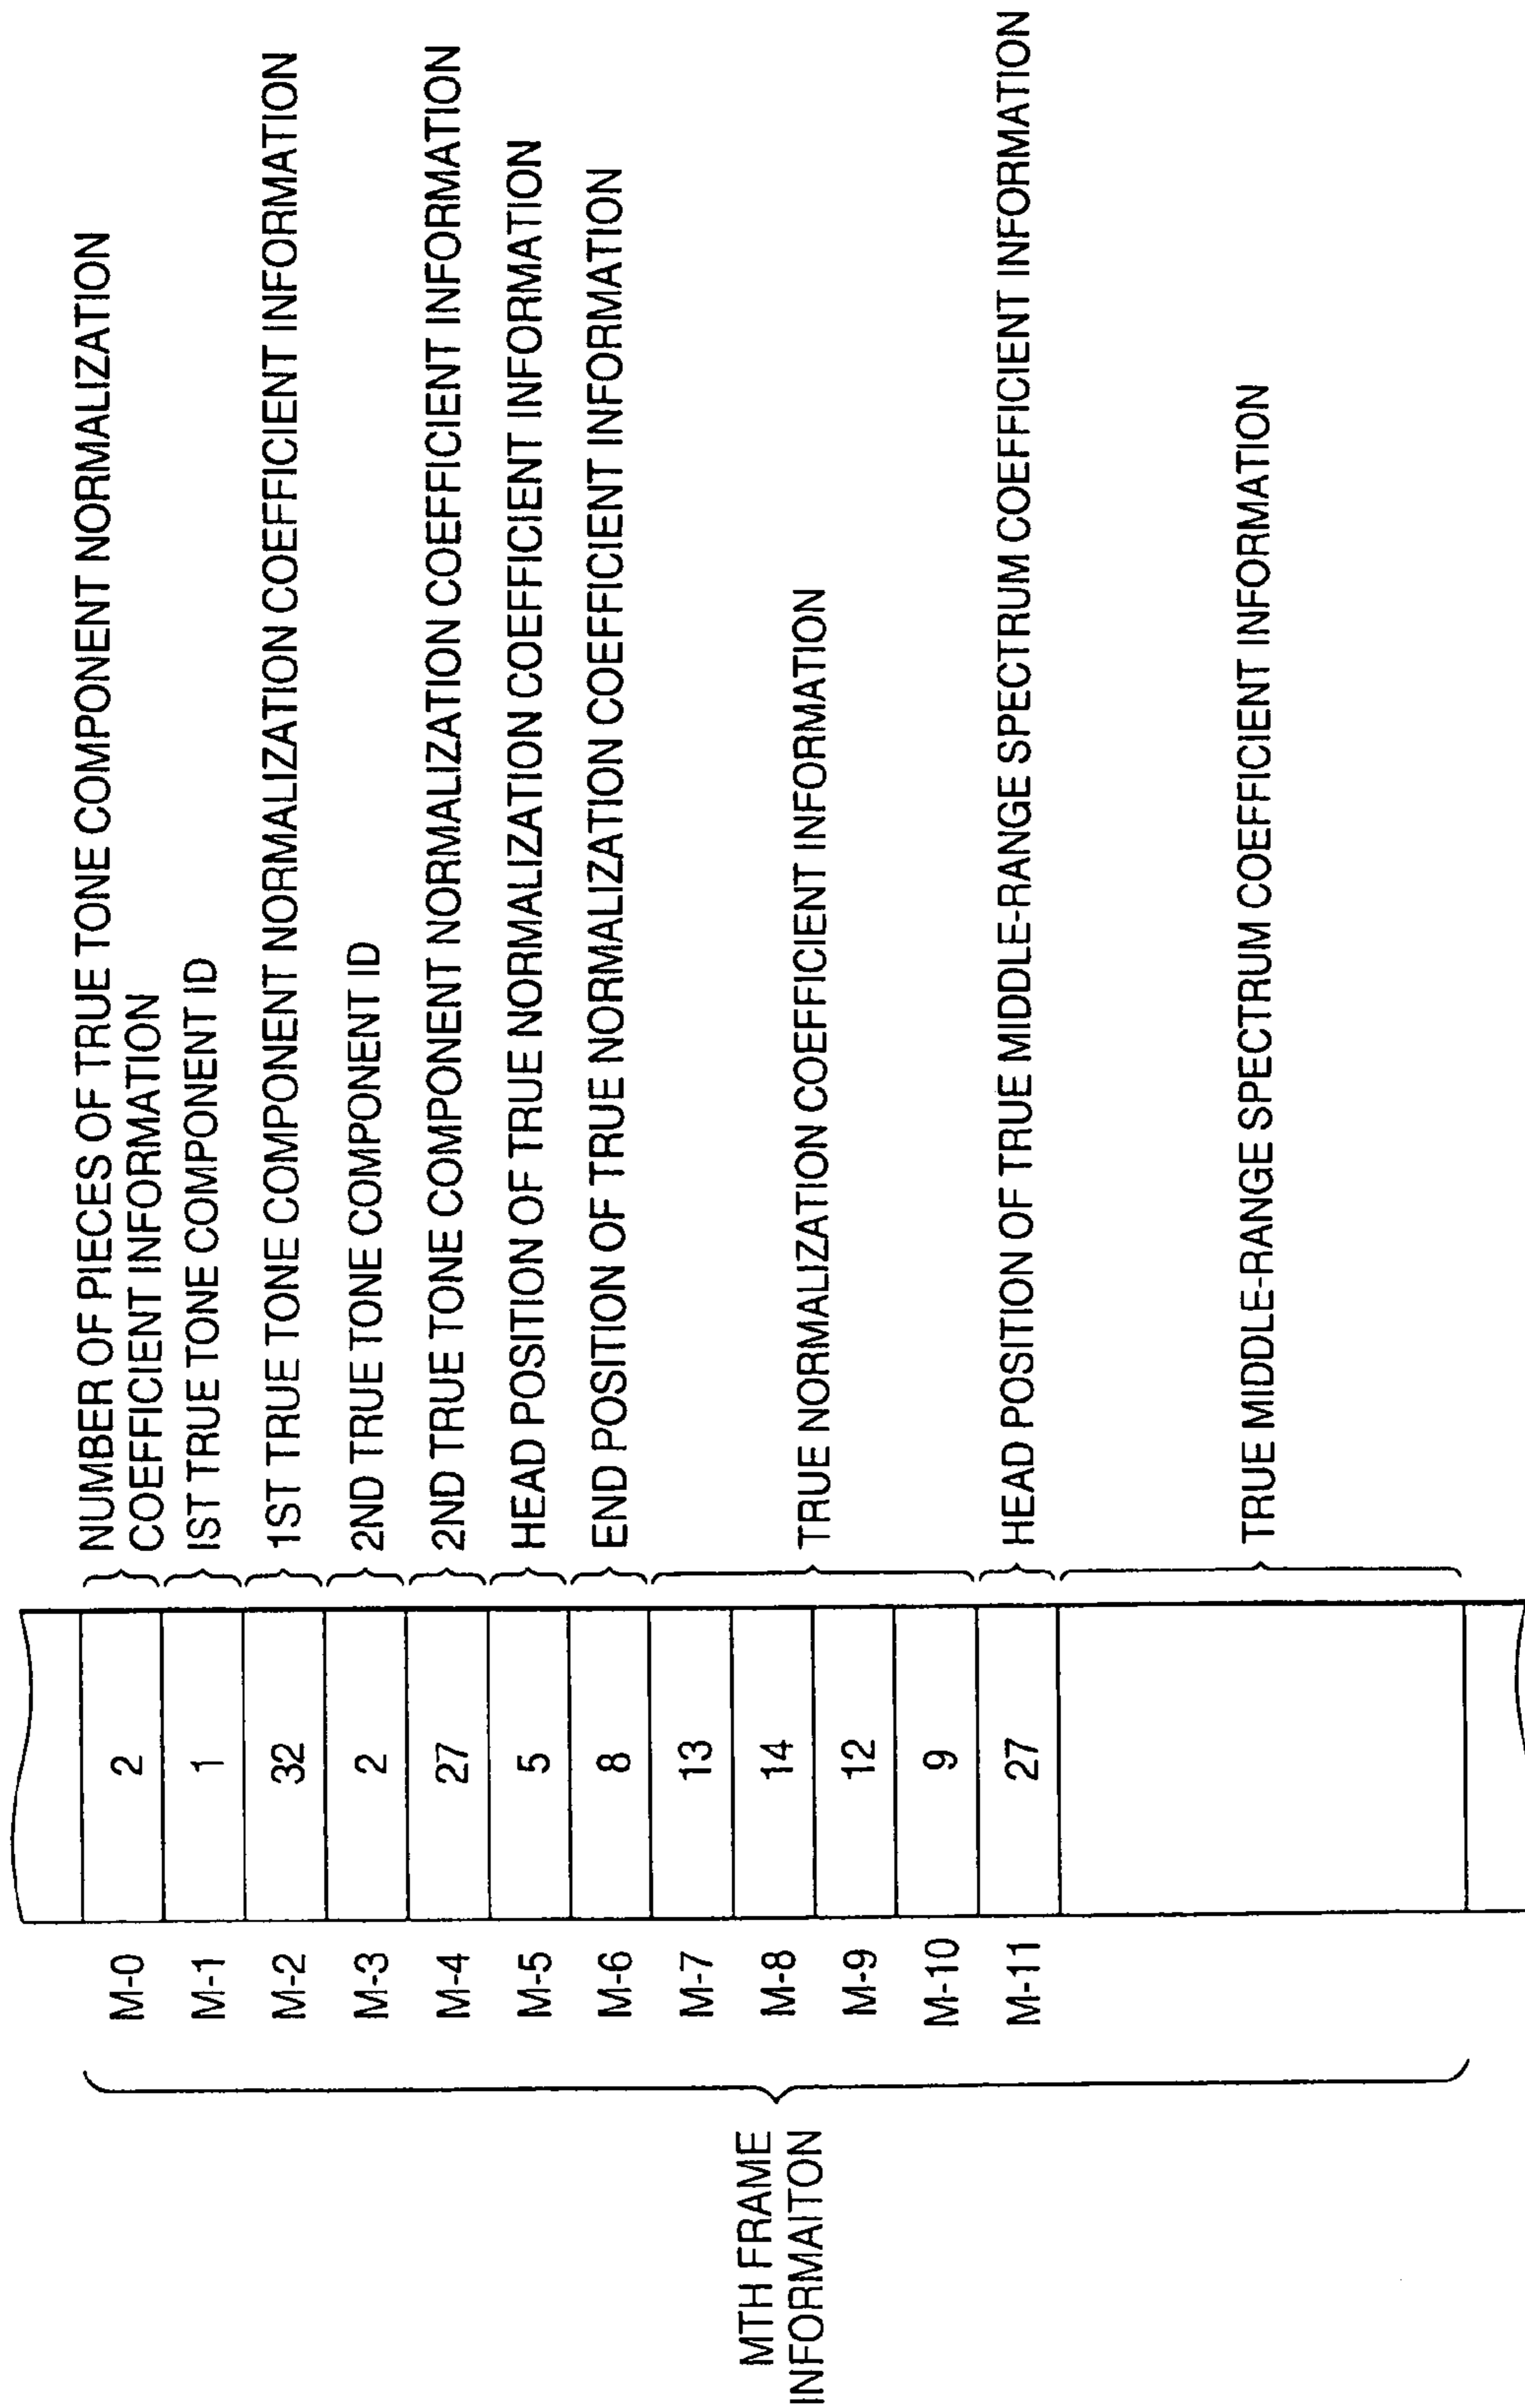 MTH FRAME
INFORMAITON
M-0
2
NUMBER OF PIECES OF TRUE TONE COMPONENT NORMALIZATION
COEFFICIENT INFORMATION
M-1
1
IST TRUE TONE COMPONENT ID
M-2
32
1ST TRUE TONE COMPONENT NORMALIZATION COEFFICIENT INFORMATION
M-3
2
2ND TRUE TONE COMPONENT ID
M-4
27
2ND TRUE TONE COMPONENT NORMALIZATION COEFFICIENT INFORMATION
M-5
5
HEAD POSITION OF TRUE NORMALIZATION COEFFICIENT INFORMATION
M-6
8
END POSITION OF TRUE NORMALIZATION COEFFICIENT INFORMATION
M-7
13
M-8
14
TRUE NORMALIZATION COEFFICIENT INFORMATION
M-9
12
M-10
9
M-11
27
HEAD POSITION OF TRUE MIDDLE-RANGE SPECTRUM COEFFICIENT INFORMATION
TRUE MIDDLE-RANGE SPECTRUM COEFFICIENT INFORMATION